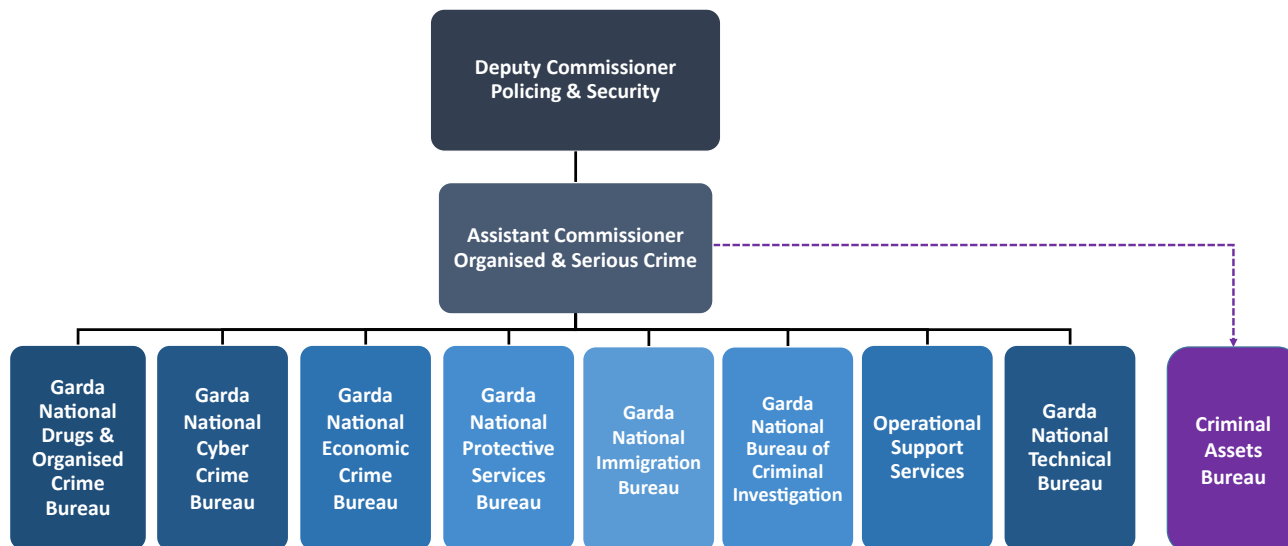 Deputy Commissioner
Policing & Security
Assistant Commissioner
Organised & Serious Crime
Garda
National
Drugs &
Organised
Crime
Bureau
Garda
National
Cyber
Crime
Bureau
Garda
National
Economic
Crime
Bureau
Garda
National
Protective
Services
Bureau
Garda
National
Immigration
Bureau
Garda
National
Bureau of
Criminal
Investigation
Operational
Support
Services
Garda
National
Technical
Bureau
Criminal
Assets
Bureau